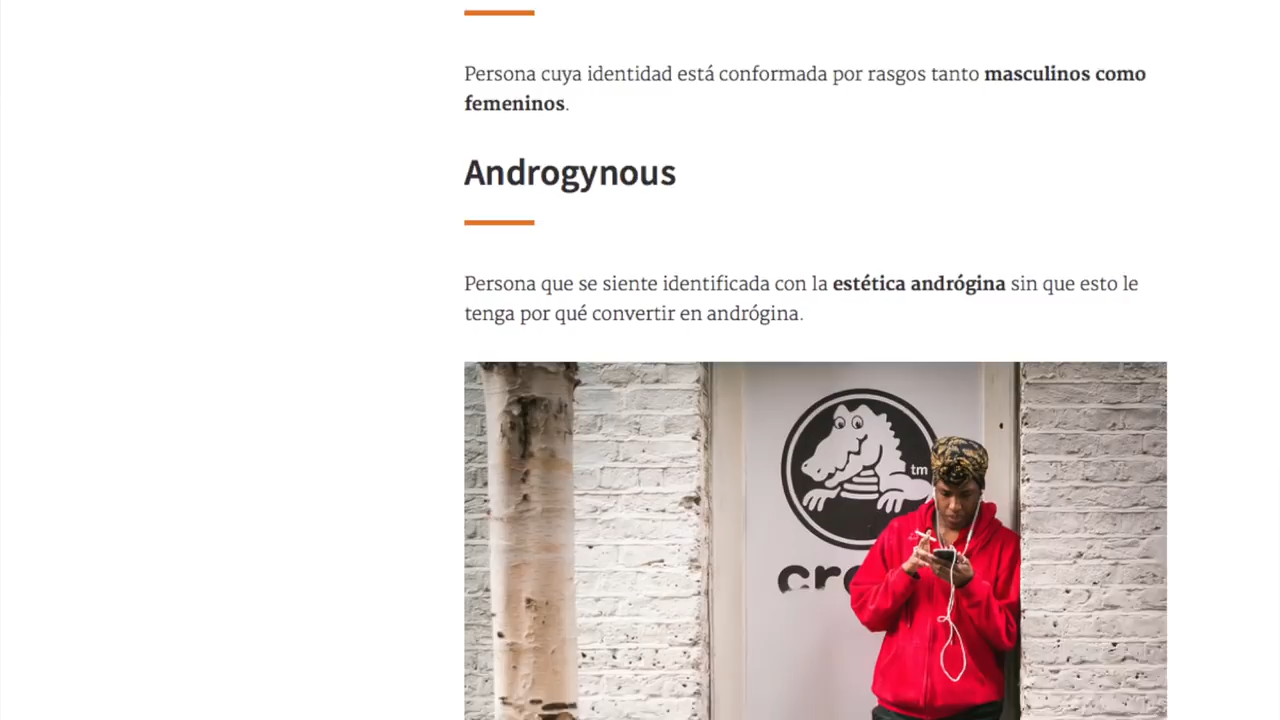 Persona cuya identidad está conformada por rasgos tanto masculinos como
femeninos.
Androgynous
Persona que se siente identificada con la estética andrógina sin que esto le
tenga por qué convertir en andrógina.
tm
cro